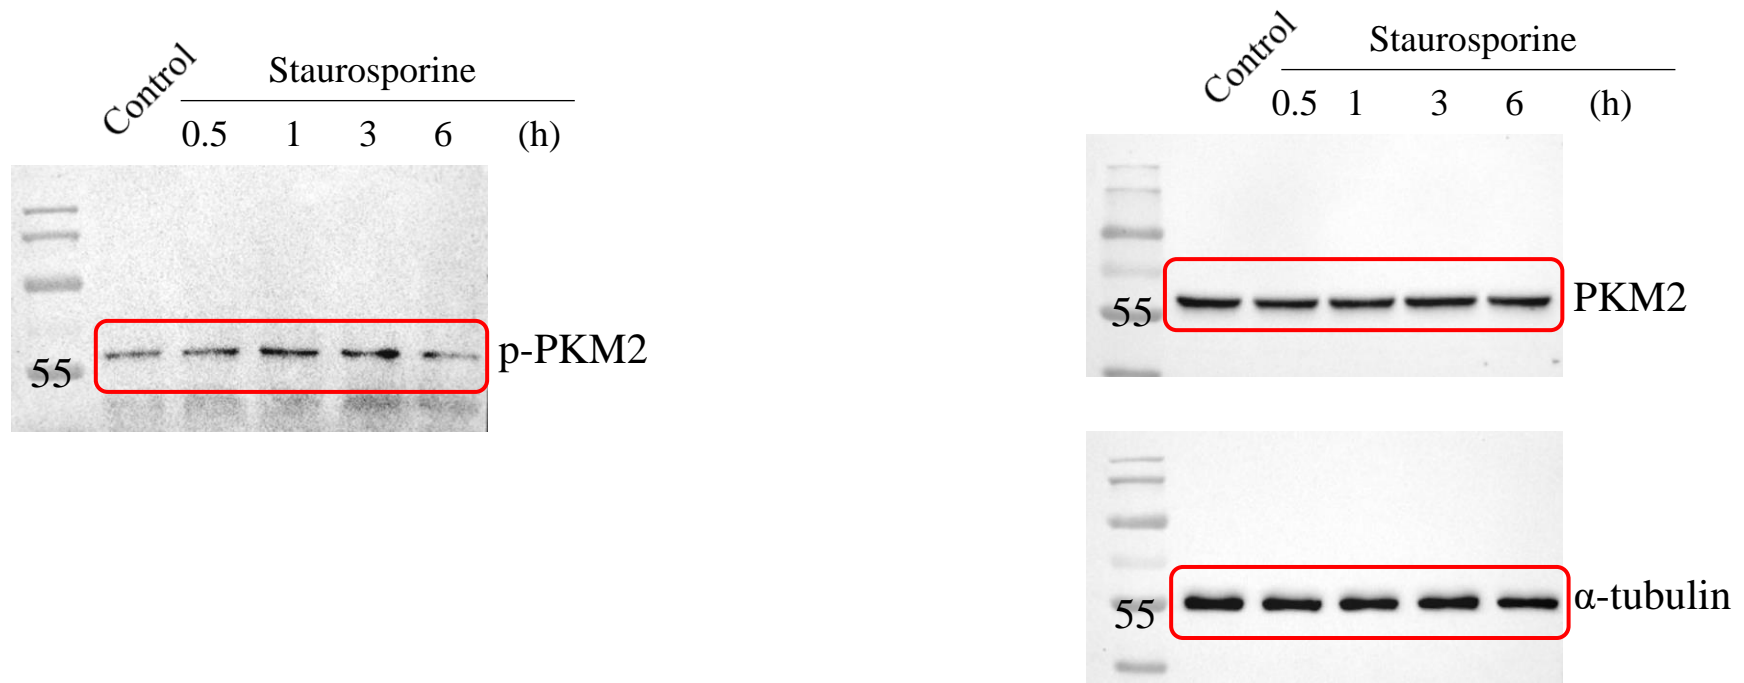 Control
Staurosporine
0.5 1 3 6 (h)
55
p-PKM2
Control
Staurosporine
0.5 1 3 6 (h)
55
PKM2
55
α-tubulin